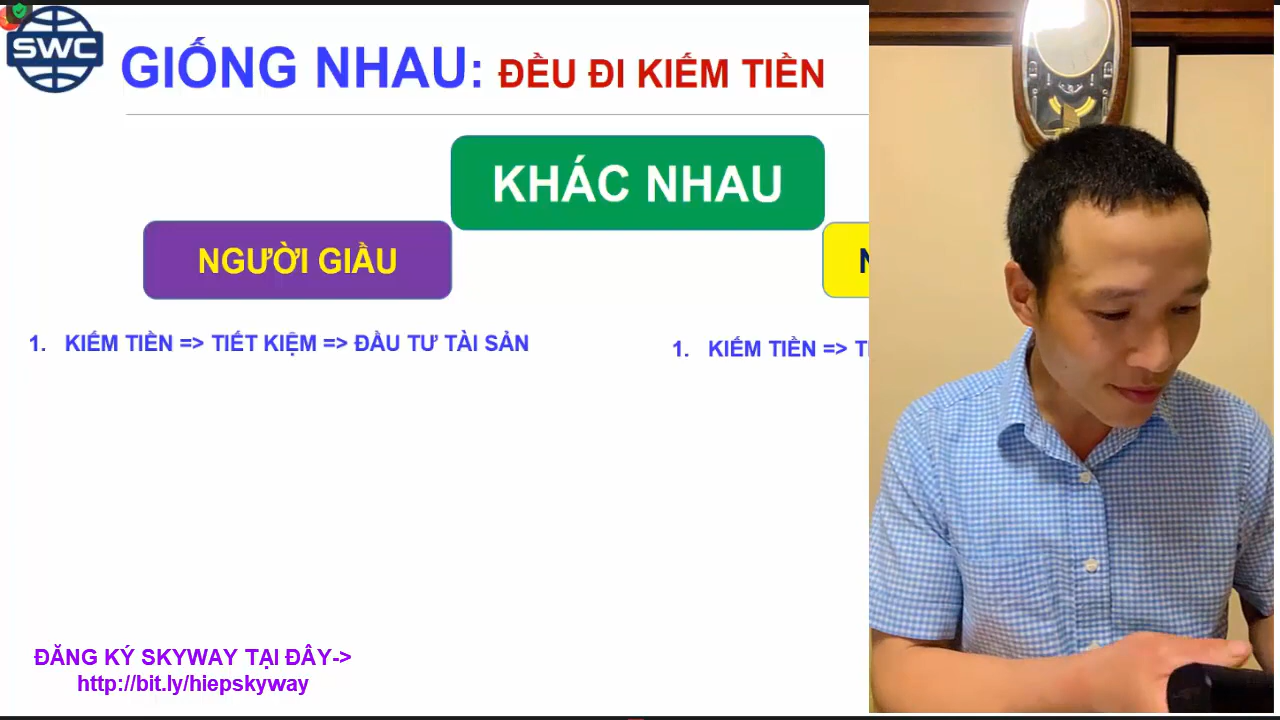 SWC
GIỐNG NHAU: ĐỀU ĐI KIẾM TIỀN
KHÁC NHAU
NGƯỜI GIẦU
1. KIẾM TIỀN => TIẾT KIỆM => ĐẦU TƯ TÀI SẢN
1. KIẾM TIỀN =>
ĐĂNG KÝ SKYWAY TẠI ĐÂY->
http://bit.ly/hiepskyway